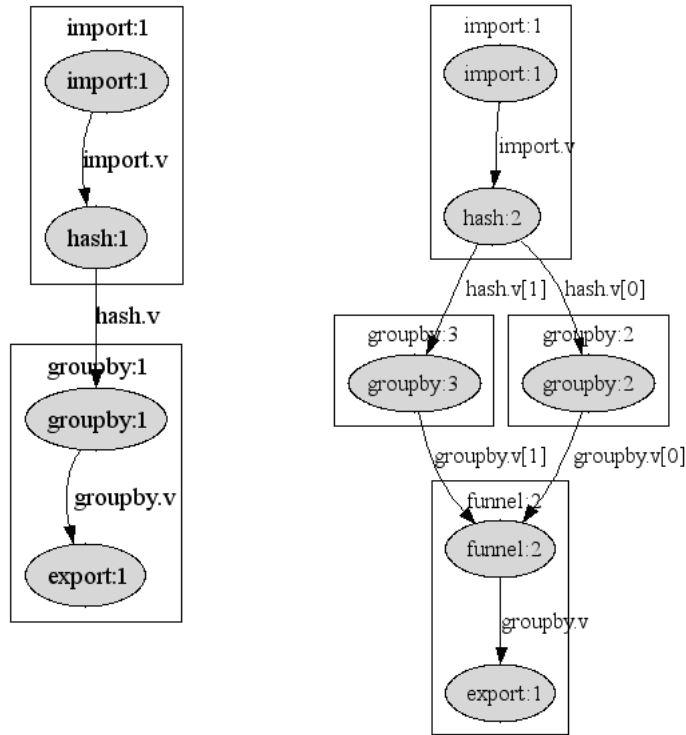 import:1
import:1
import.v
hash:1
hash.v
groupby:1
groupby:1
groupby.v
export:1
import:1
import:1
import.v
hash:2
hash.v[1] hash.v[0]
groupby:3 groupby:2
groupby:3 groupby:2
groupby.v[1] groupby.v[0]
funnel:2
funnel:2
groupby.v
export:1